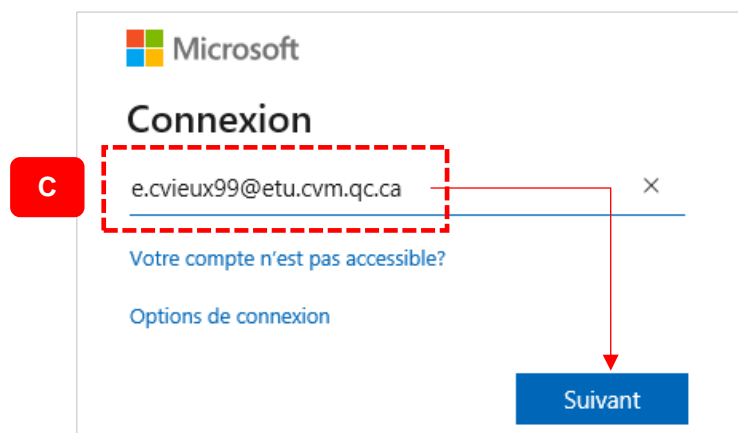 Microsoft
Connexion
C
e.cvieux99@etu.cvm.qc.ca ×
Votre compte n'est pas accessible?
Options de connexion
Suivant